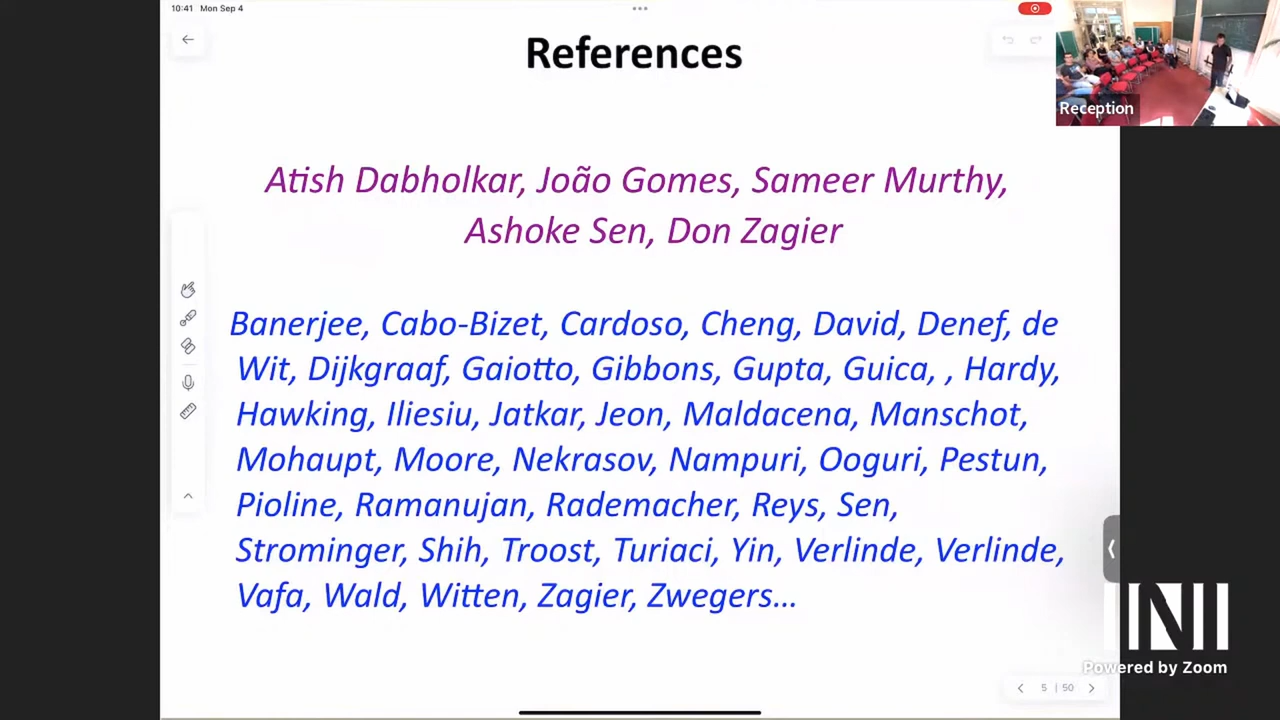 10:41 Mon Sep 4
References
Reception
Atish Dabholkar, João Gomes, Sameer Murthy,
Ashoke Sen, Don Zagier
Banerjee, Cabo-Bizet, Cardoso, Cheng, David, Denef, de
Wit, Dijkgraaf, Gaiotto, Gibbons, Gupta, Guica, , Hardy,
Hawking, Iliesiu, Jatkar, Jeon, Maldacena, Manschot,
Mohaupt, Moore, Nekrasov, Nampuri, Ooguri, Pestun,
Pioline, Ramanujan, Rademacher, Reys, Sen,
Strominger, Shih, Troost, Turiaci, Yin, Verlinde, Verlinde,
Vafa, Wald, Witten, Zagier, Zwegers...
INI
Powered by Zoom
5 | 50